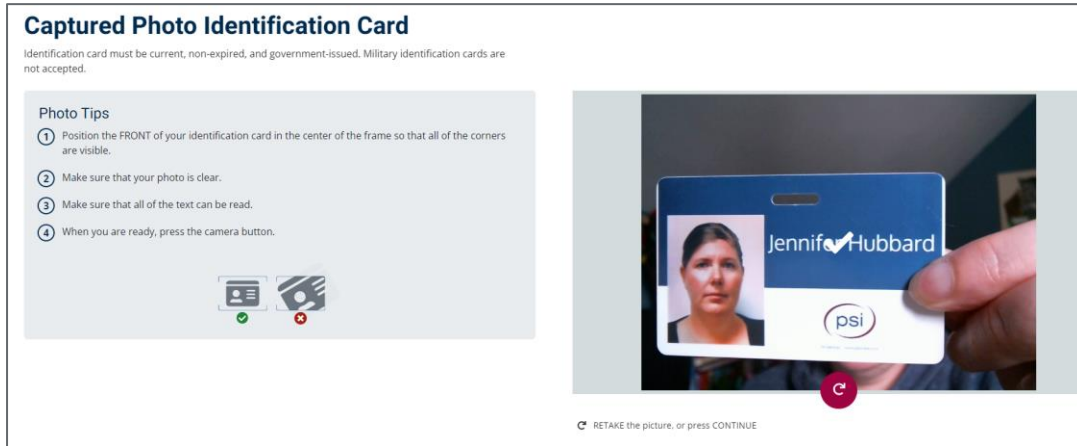 Captured Photo Identification Card
Identification card must be current, non-expired, and government-issued. Military identification cards are
not accepted.
Photo Tips
1 Position the FRONT of your identification card in the center of the frame so that all of the corners
are visible.
2 Make sure that your photo is clear.
3 Make sure that all of the text can be read.
4 When you are ready, press the camera button.
Jennifer Hubbard
psi
RETAKE the picture, or press CONTINUE